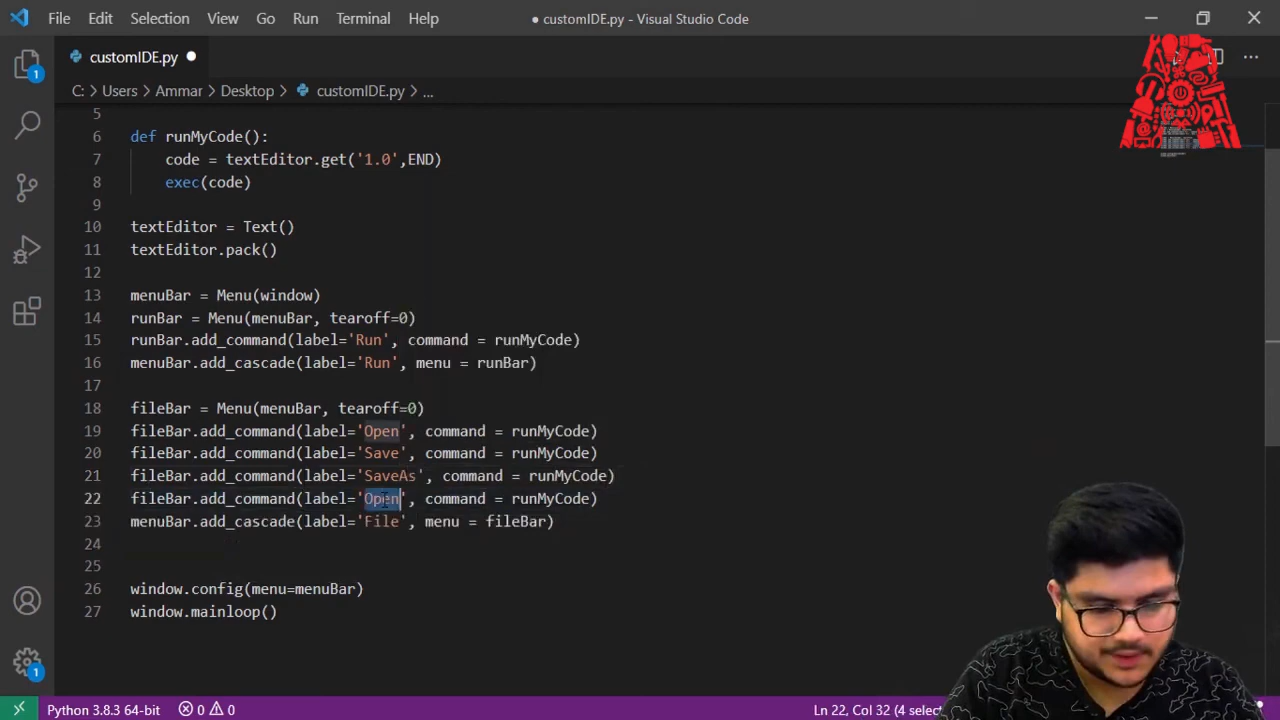 File Edit Selection View Go Run Terminal Help ● customIDE.py - Visual Studio Code
customIDE.py ●
C: > Users > Ammar > Desktop > customIDE.py > ...
5
6 def runMyCode():
7 code = textEditor.get('1.0',END)
8 exec(code)
9
10 textEditor = Text()
11 textEditor.pack()
12
13 menuBar = Menu(window)
14 runBar = Menu(menuBar, tearoff=0)
15 runBar.add_command(label='Run', command = runMyCode)
16 menuBar.add_cascade(label='Run', menu = runBar)
17
18 fileBar = Menu(menuBar, tearoff=0)
19 fileBar.add_command(label='Open', command = runMyCode)
20 fileBar.add_command(label='Save', command = runMyCode)
21 fileBar.add_command(label='SaveAs', command = runMyCode)
22 fileBar.add_command(label='Open', command = runMyCode)
23 menuBar.add_cascade(label='File', menu = fileBar)
24
25
26 window.config(menu=menuBar)
27 window.mainloop()
1
1
Python 3.8.3 64-bit 0 0 Ln 22, Col 32 (4 selec